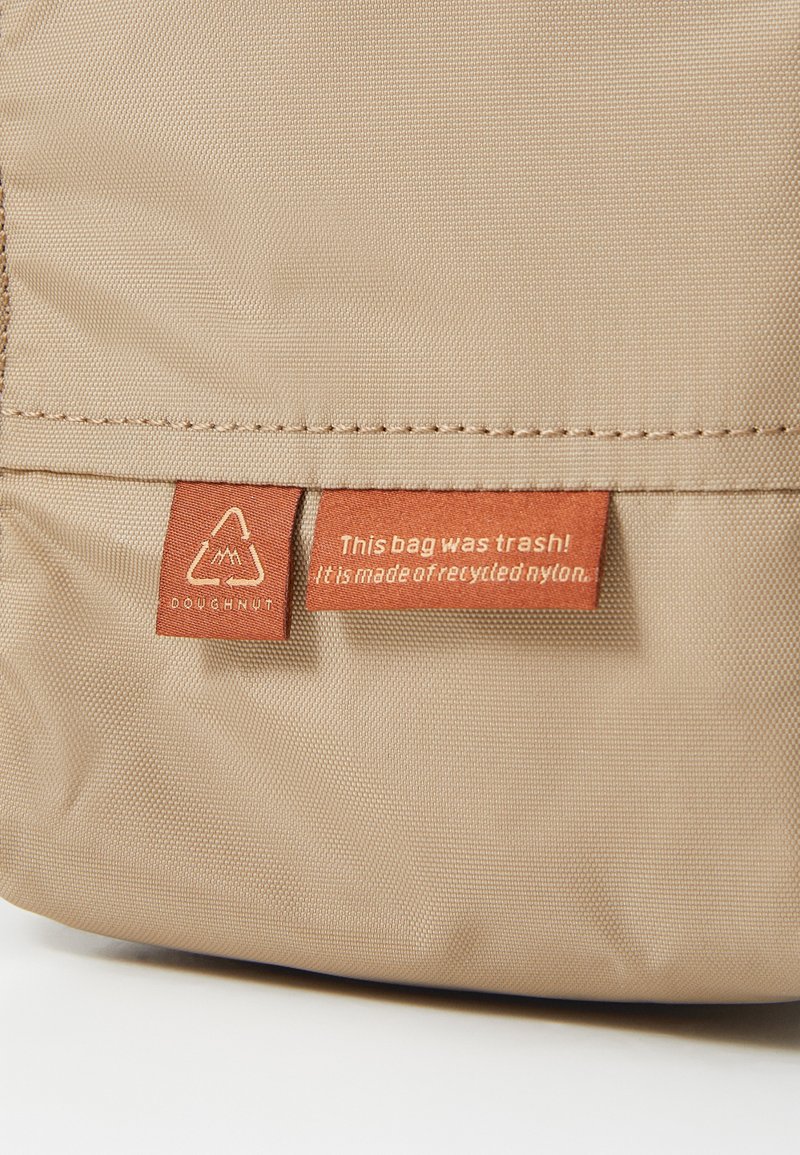 DOUGHNUT
This bag was trash!
It is made of recycled nylon.